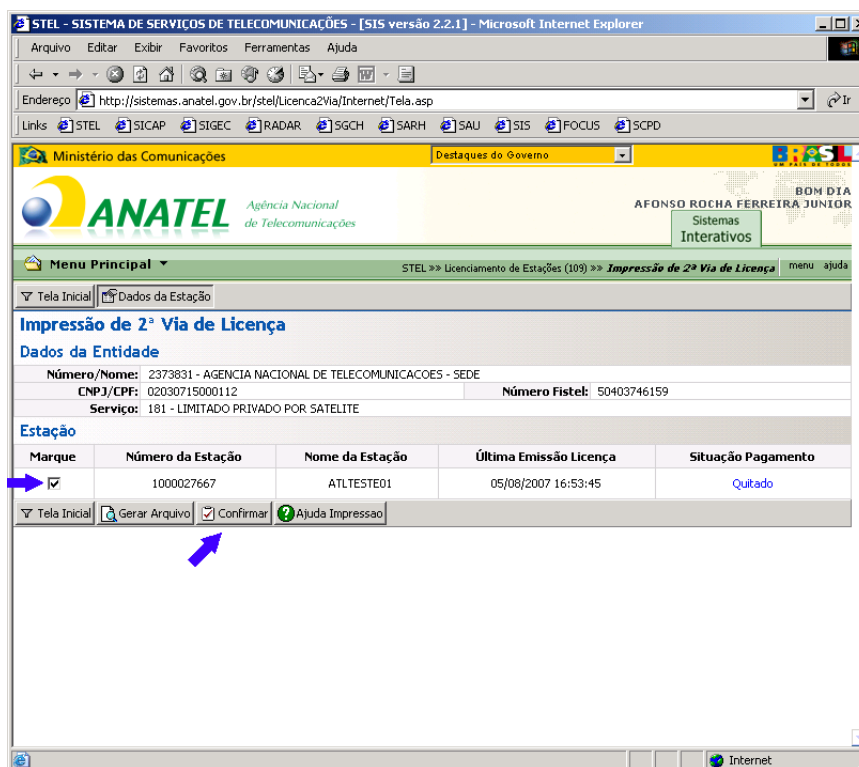 STEL - SISTEMA DE SERVIÇOS DE TELECOMUNICAÇÕES - [SIS versão 2.2.1] - Microsoft Internet Explorer
Arquivo Editar Exibir Favoritos Ferramentas Ajuda
Endereço http://sistemas.anatel.gov.br/stel/Licenca2Via/Internet/Tela.asp Ir
Links STEL SICAP SIGEC RADAR SGCH SARH SAU SIS FOCUS SCPD
Ministério das Comunicações Destaques do Governo BRASIL
UM PAÍS DE TODOS
BOM DIA
AFONSO ROCHA FERREIRA JUNIOR
ANATEL Agência Nacional
de Telecomunicações
Sistemas
Interativos
Menu Principal STEL »» Licenciamento de Estações (109) »» Impressão de 2ª Via de Licença menu ajuda
Tela Inicial Dados da Estação
Impressão de 2ª Via de Licença
Dados da Entidade
Número/Nome: 2373831 - AGENCIA NACIONAL DE TELECOMUNICACOES - SEDE
CNPJ/CPF: 02030715000112 Número Fistel: 50403746159
Serviço: 181 - LIMITADO PRIVADO POR SATELITE
Estação
Marque Número da Estação Nome da Estação Última Emissão Licença Situação Pagamento
1000027667 ATLTESTE01 05/08/2007 16:53:45 Quitado
Tela Inicial Gerar Arquivo Confirmar Ajuda Impressao
Internet